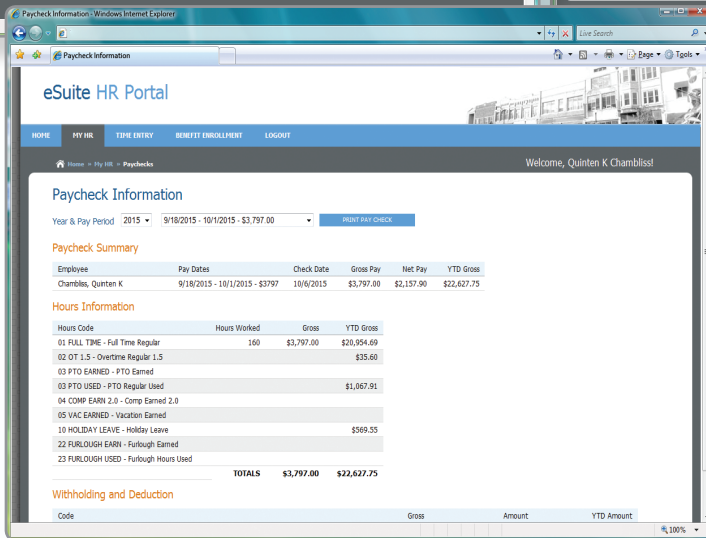 Paycheck Information - Windows Internet Explorer
Live Search
Paycheck Information
Page
Tools
eSuite HR Portal
HOME MY HR TIME ENTRY BENEFIT ENROLLMENT LOGOUT
Home » My HR » Paychecks
Welcome, Quinten K Chambliss!
Paycheck Information
Year & Pay Period 2015 9/18/2015 - 10/1/2015 - $3,797.00 PRINT PAY CHECK
Paycheck Summary
Employee Pay Dates Check Date Gross Pay Net Pay YTD Gross
Chambliss, Quinten K 9/18/2015 - 10/1/2015 - $3797 10/6/2015 $3,797.00 $2,157.90 $22,627.75
Hours Information
Hours Code Hours Worked Gross YTD Gross
01 FULL TIME - Full Time Regular 160 $3,797.00 $20,954.69
02 OT 1.5 - Overtime Regular 1.5 $35.60
03 PTO EARNED - PTO Earned
03 PTO USED - PTO Regular Used $1,067.91
04 COMP EARN 2.0 - Comp Earned 2.0
05 VAC EARNED - Vacation Earned
10 HOLIDAY LEAVE - Holiday Leave $569.55
22 FURLOUGH EARN - Furlough Earned
23 FURLOUGH USED - Furlough Hours Used
TOTALS $3,797.00 $22,627.75
Withholding and Deduction
Code Gross Amount YTD Amount
100%